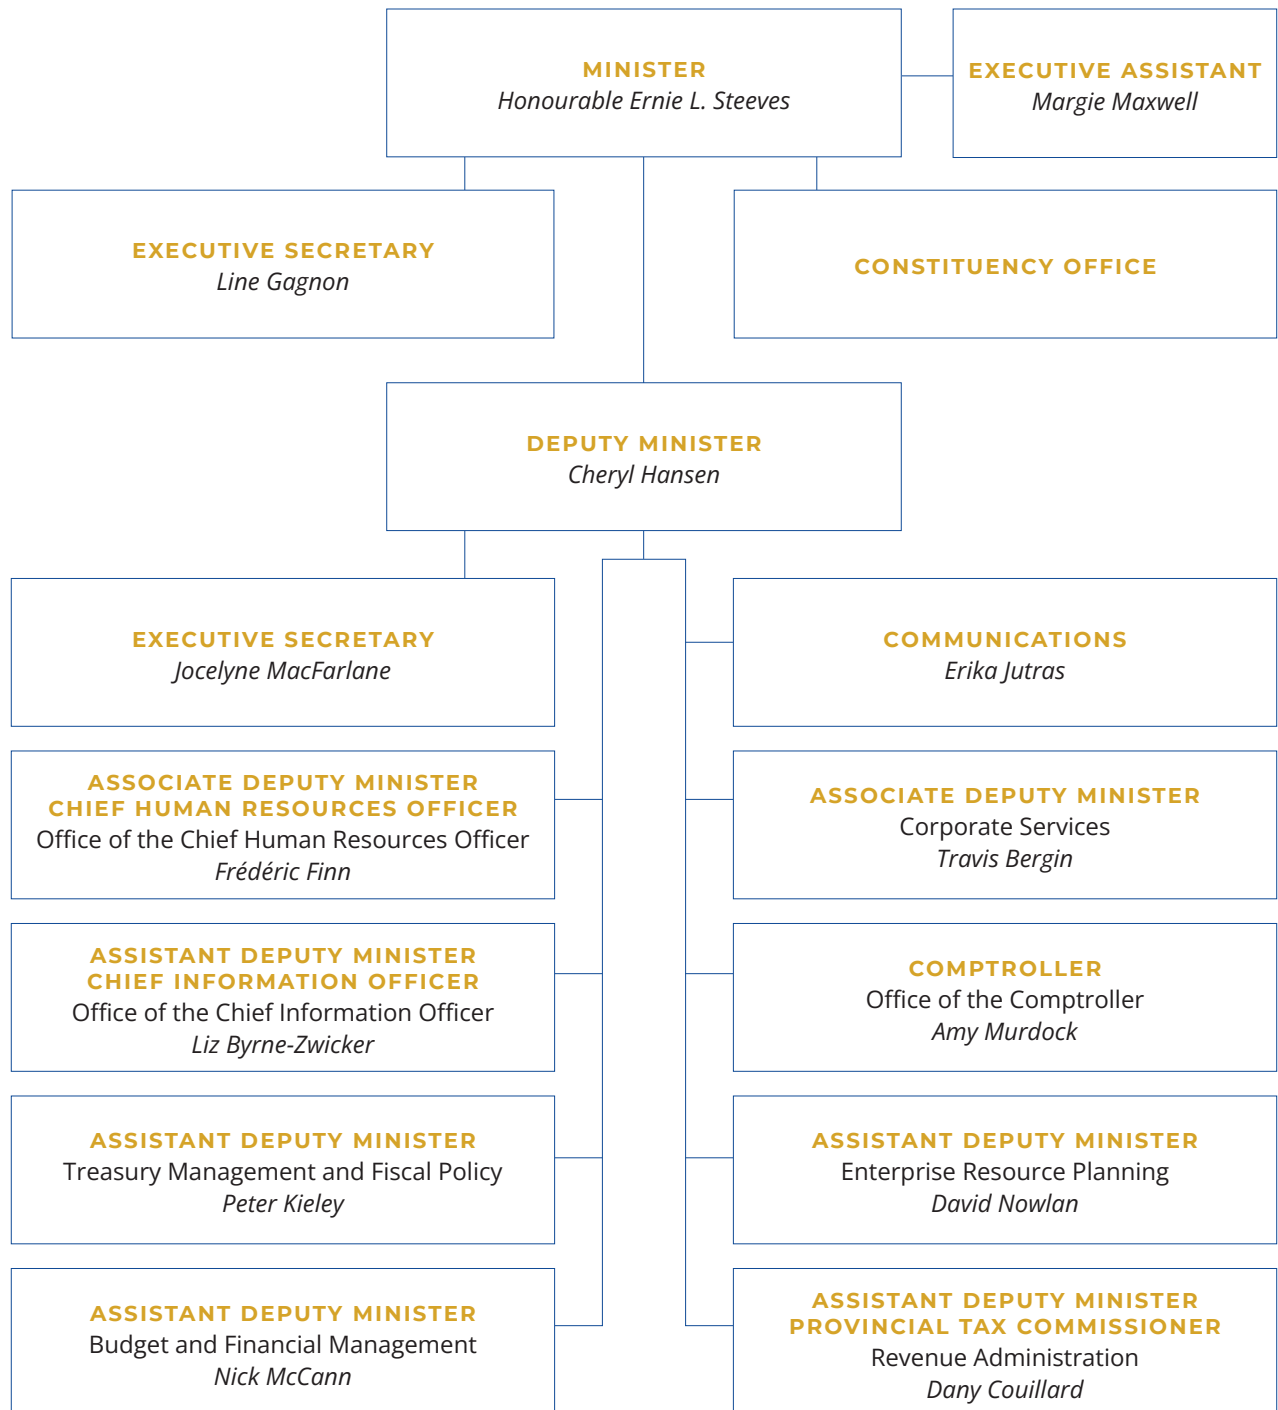 MINISTER
Honourable Ernie L. Steeves
EXECUTIVE ASSISTANT
Margie Maxwell
EXECUTIVE SECRETARY
Line Gagnon
CONSTITUENCY OFFICE
DEPUTY MINISTER
Cheryl Hansen
EXECUTIVE SECRETARY
Jocelyne MacFarlane
COMMUNICATIONS
Erika Jutras
ASSOCIATE DEPUTY MINISTER
CHIEF HUMAN RESOURCES OFFICER
Office of the Chief Human Resources Officer
Frédéric Finn
ASSOCIATE DEPUTY MINISTER
Corporate Services
Travis Bergin
ASSISTANT DEPUTY MINISTER
CHIEF INFORMATION OFFICER
Office of the Chief Information Officer
Liz Byrne-Zwicker
COMPTROLLER
Office of the Comptroller
Amy Murdock
ASSISTANT DEPUTY MINISTER
Treasury Management and Fiscal Policy
Peter Kieley
ASSISTANT DEPUTY MINISTER
Enterprise Resource Planning
David Nowlan
ASSISTANT DEPUTY MINISTER
Budget and Financial Management
Nick McCann
ASSISTANT DEPUTY MINISTER
PROVINCIAL TAX COMMISSIONER
Revenue Administration
Dany Couillard